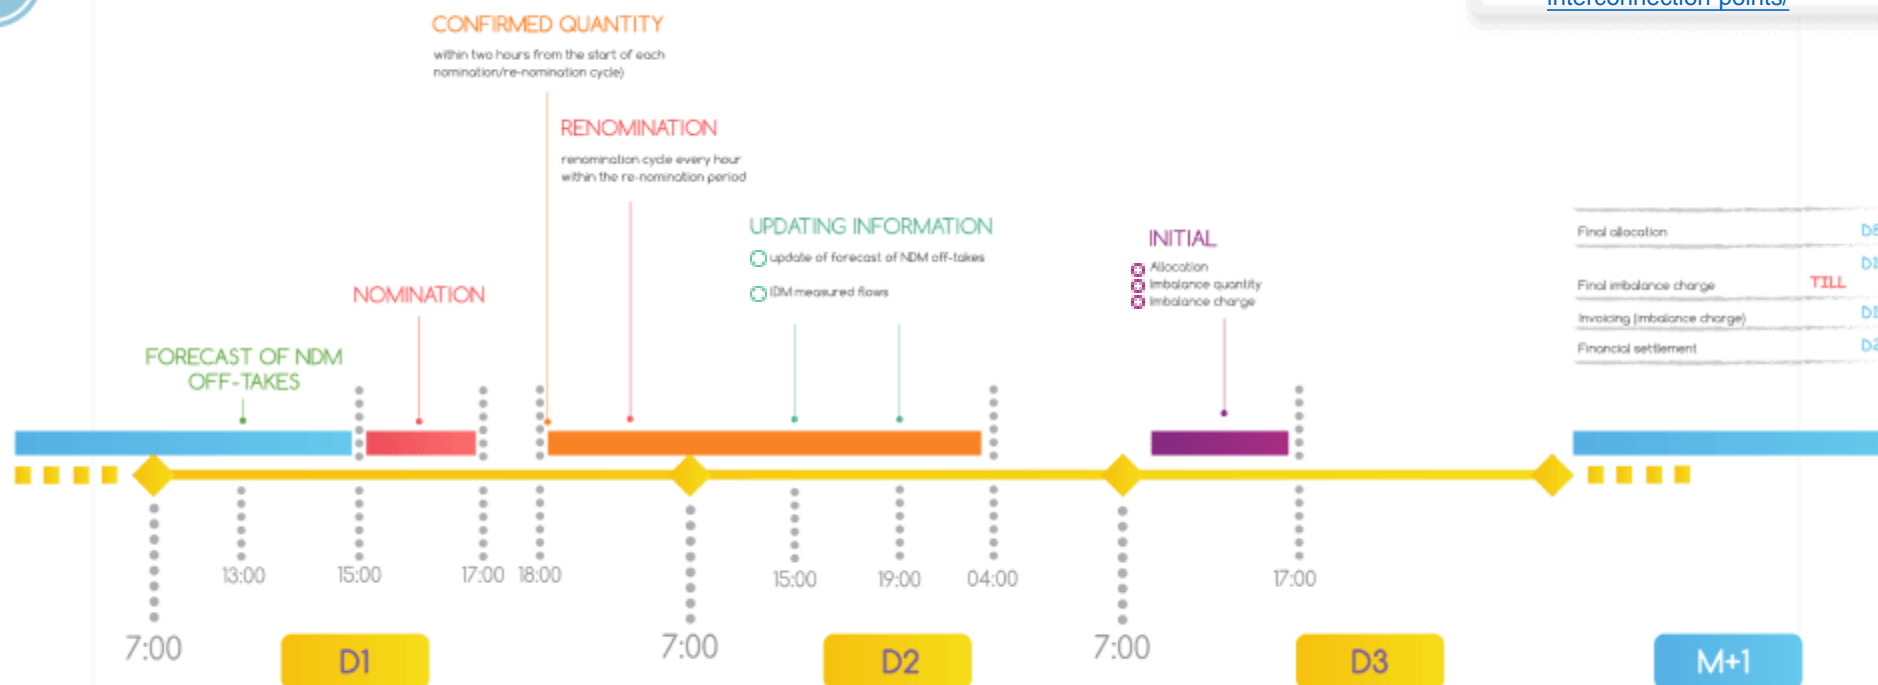 interconnection-points/
CONFIRMED QUANTITY
within two hours from the start of each
nomination/re-nomination cycle)
RENOMINATION
renomination cycle every hour
within the re-nomination period
UPDATING INFORMATION
update of forecast of NDM off-takes
IDM measured flows
INITIAL
Allocation
Imbalance quantity
Imbalance charge
Final allocation
Final imbalance charge TILL
Invoicing (imbalance charge)
Financial settlement
NOMINATION
FORECAST OF NDM
OFF-TAKES
13:00 15:00 17:00 18:00 15:00 19:00 04:00 17:00
7:00 7:00 7:00
D1 D2 D3 M+1